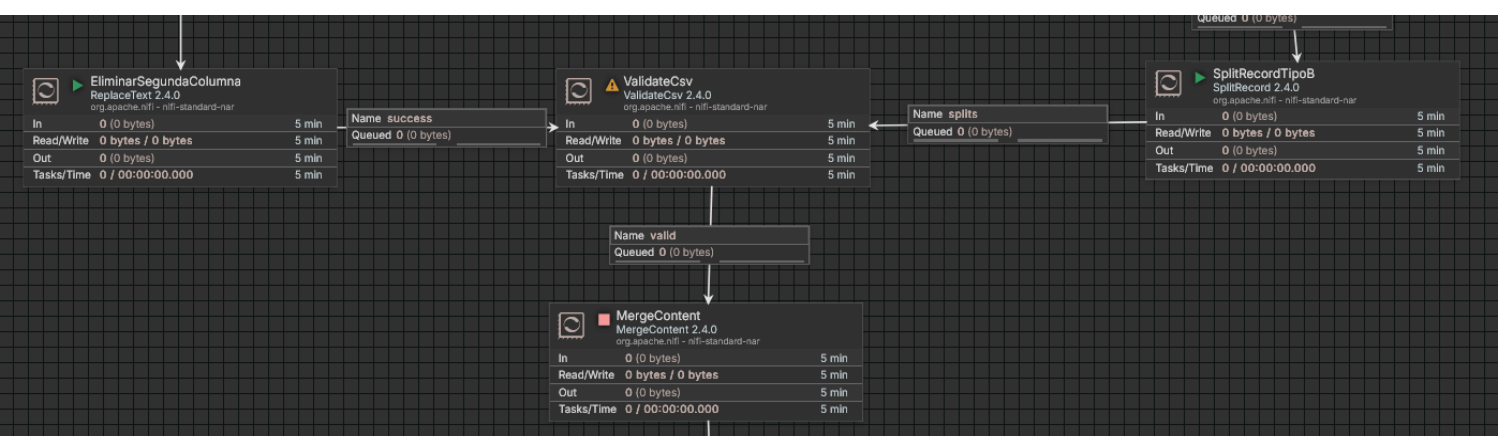 Queued 0 (0 bytes)
EliminarSegundaColumna
ReplaceText 2.4.0
org.apache.nifi - nifi-standard-nar
In 0 (0 bytes) 5 min
Read/Write 0 bytes / 0 bytes 5 min
Out 0 (0 bytes) 5 min
Tasks/Time 0 / 00:00:00.000 5 min
Name success
Queued 0 (0 bytes)
ValidateCsv
ValidateCsv 2.4.0
org.apache.nifi - nifi-standard-nar
In 0 (0 bytes) 5 min
Read/Write 0 bytes / 0 bytes 5 min
Out 0 (0 bytes) 5 min
Tasks/Time 0 / 00:00:00.000 5 min
Name splits
Queued 0 (0 bytes)
SplitRecordTipoB
SplitRecord 2.4.0
org.apache.nifi - nifi-standard-nar
In 0 (0 bytes) 5 min
Read/Write 0 bytes / 0 bytes 5 min
Out 0 (0 bytes) 5 min
Tasks/Time 0 / 00:00:00.000 5 min
Name valid
Queued 0 (0 bytes)
MergeContent
MergeContent 2.4.0
org.apache.nifi - nifi-standard-nar
In 0 (0 bytes) 5 min
Read/Write 0 bytes / 0 bytes 5 min
Out 0 (0 bytes) 5 min
Tasks/Time 0 / 00:00:00.000 5 min